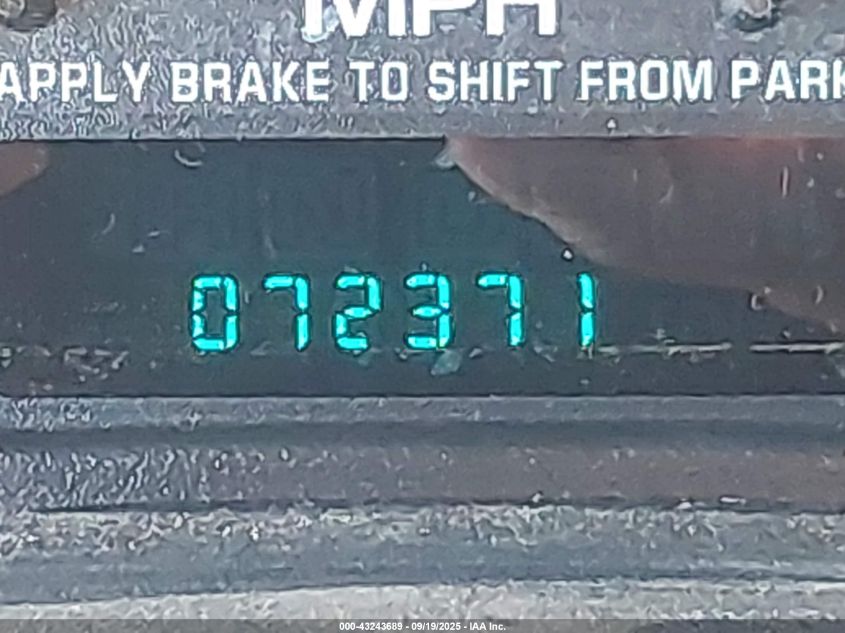 MPH
APPLY BRAKE TO SHIFT FROM PARK
072371
000-43243689 - 09/19/2025 - IAA Inc.